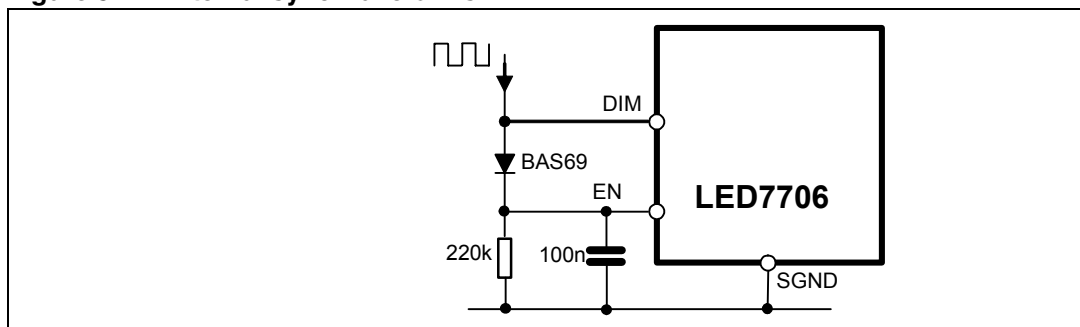 DIM
BAS69
EN
LED7706
220k
100n
SGND